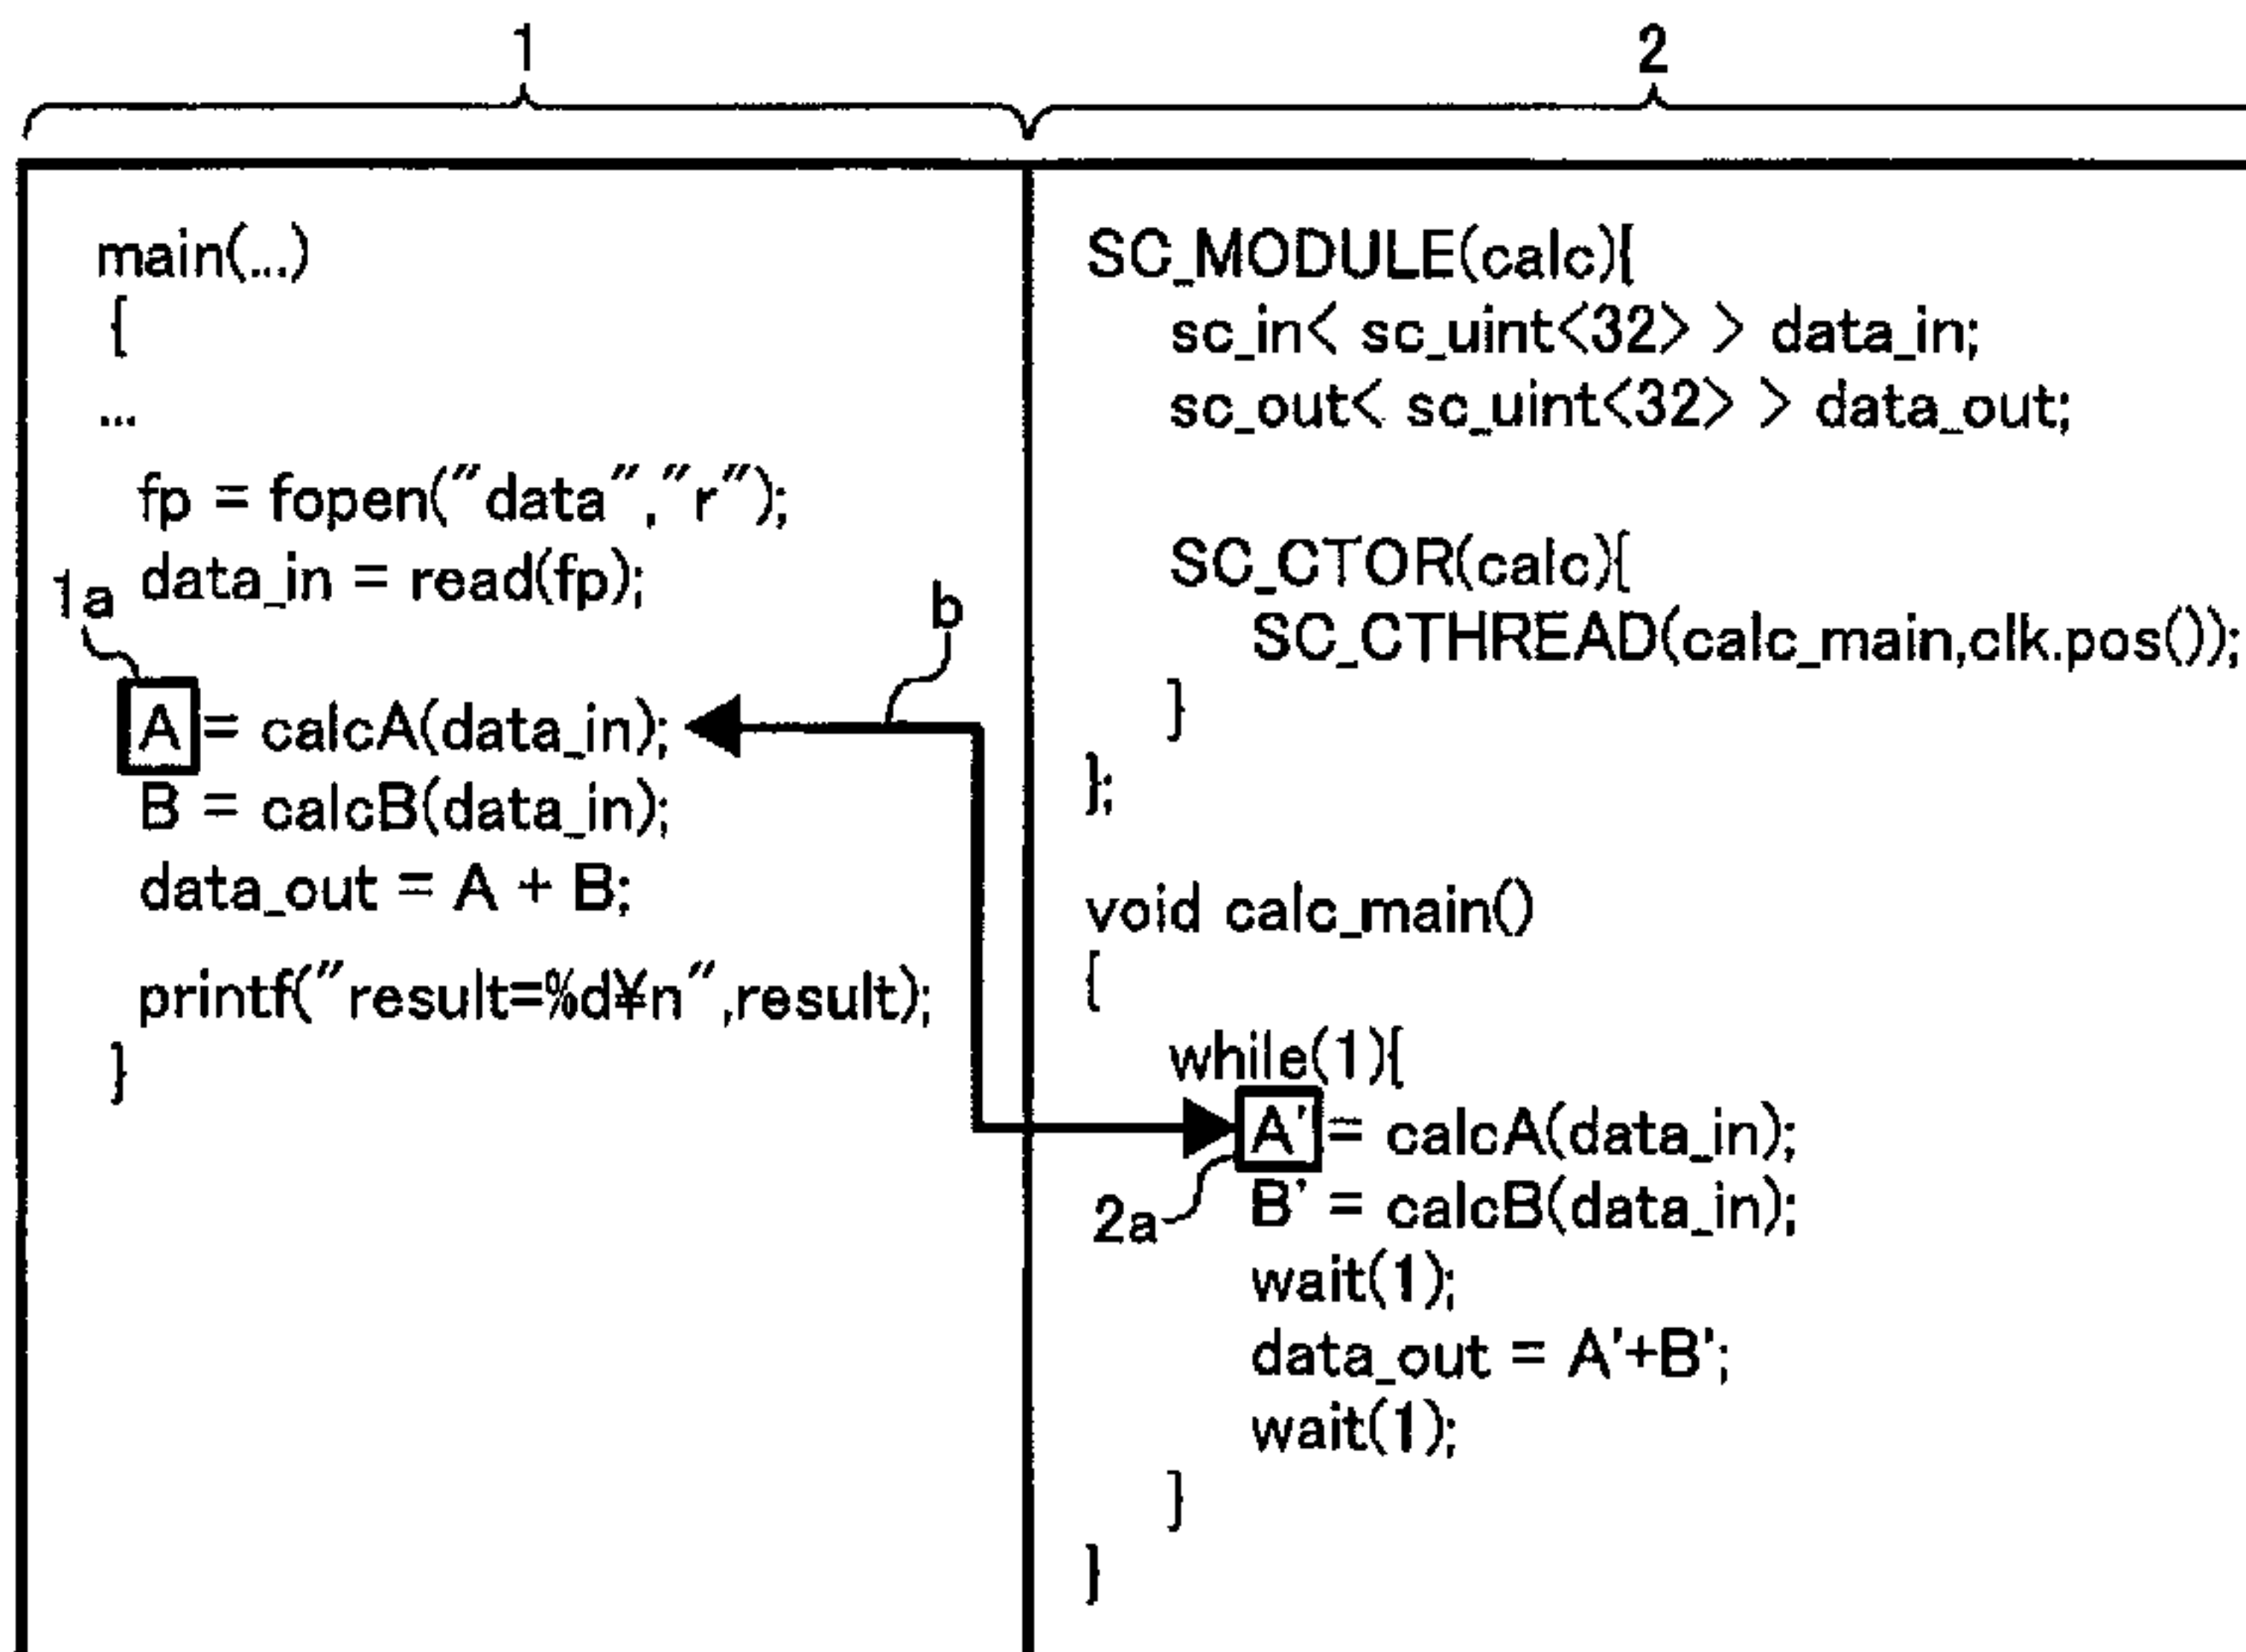 1
2
main(...)
{
...
fp = fopen("data","r");
data_in = read(fp);
1a
b
A = calcA(data_in);
B = calcB(data_in);
data_out = A + B;
printf("result=%d¥n",result);
}
SC_MODULE(calc){
sc_in< sc_uint<32> > data_in;
sc_out< sc_uint<32> > data_out;
SC_CTOR(calc){
SC_CTHREAD(calc_main,clk.pos());
}
};
void calc_main()
{
while(1){
A' = calcA(data_in);
2a
B' = calcB(data_in);
wait(1);
data_out = A'+B';
wait(1);
}
}